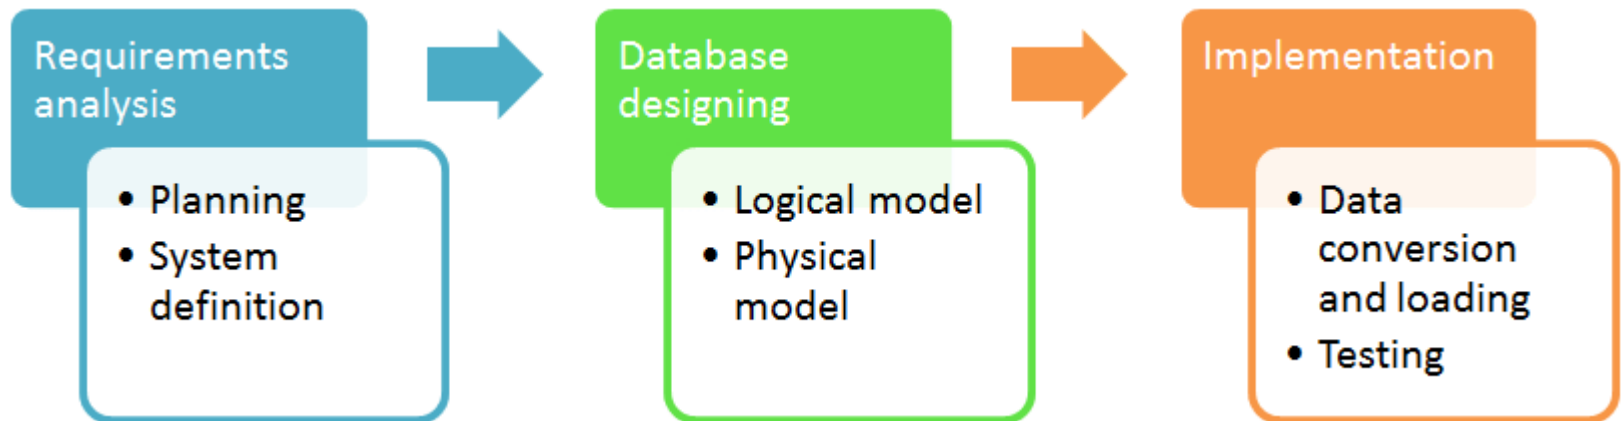 Requirements
analysis
• Planning
• System
definition
Database
designing
• Logical model
• Physical
model
Implementation
• Data
conversion
and loading
• Testing